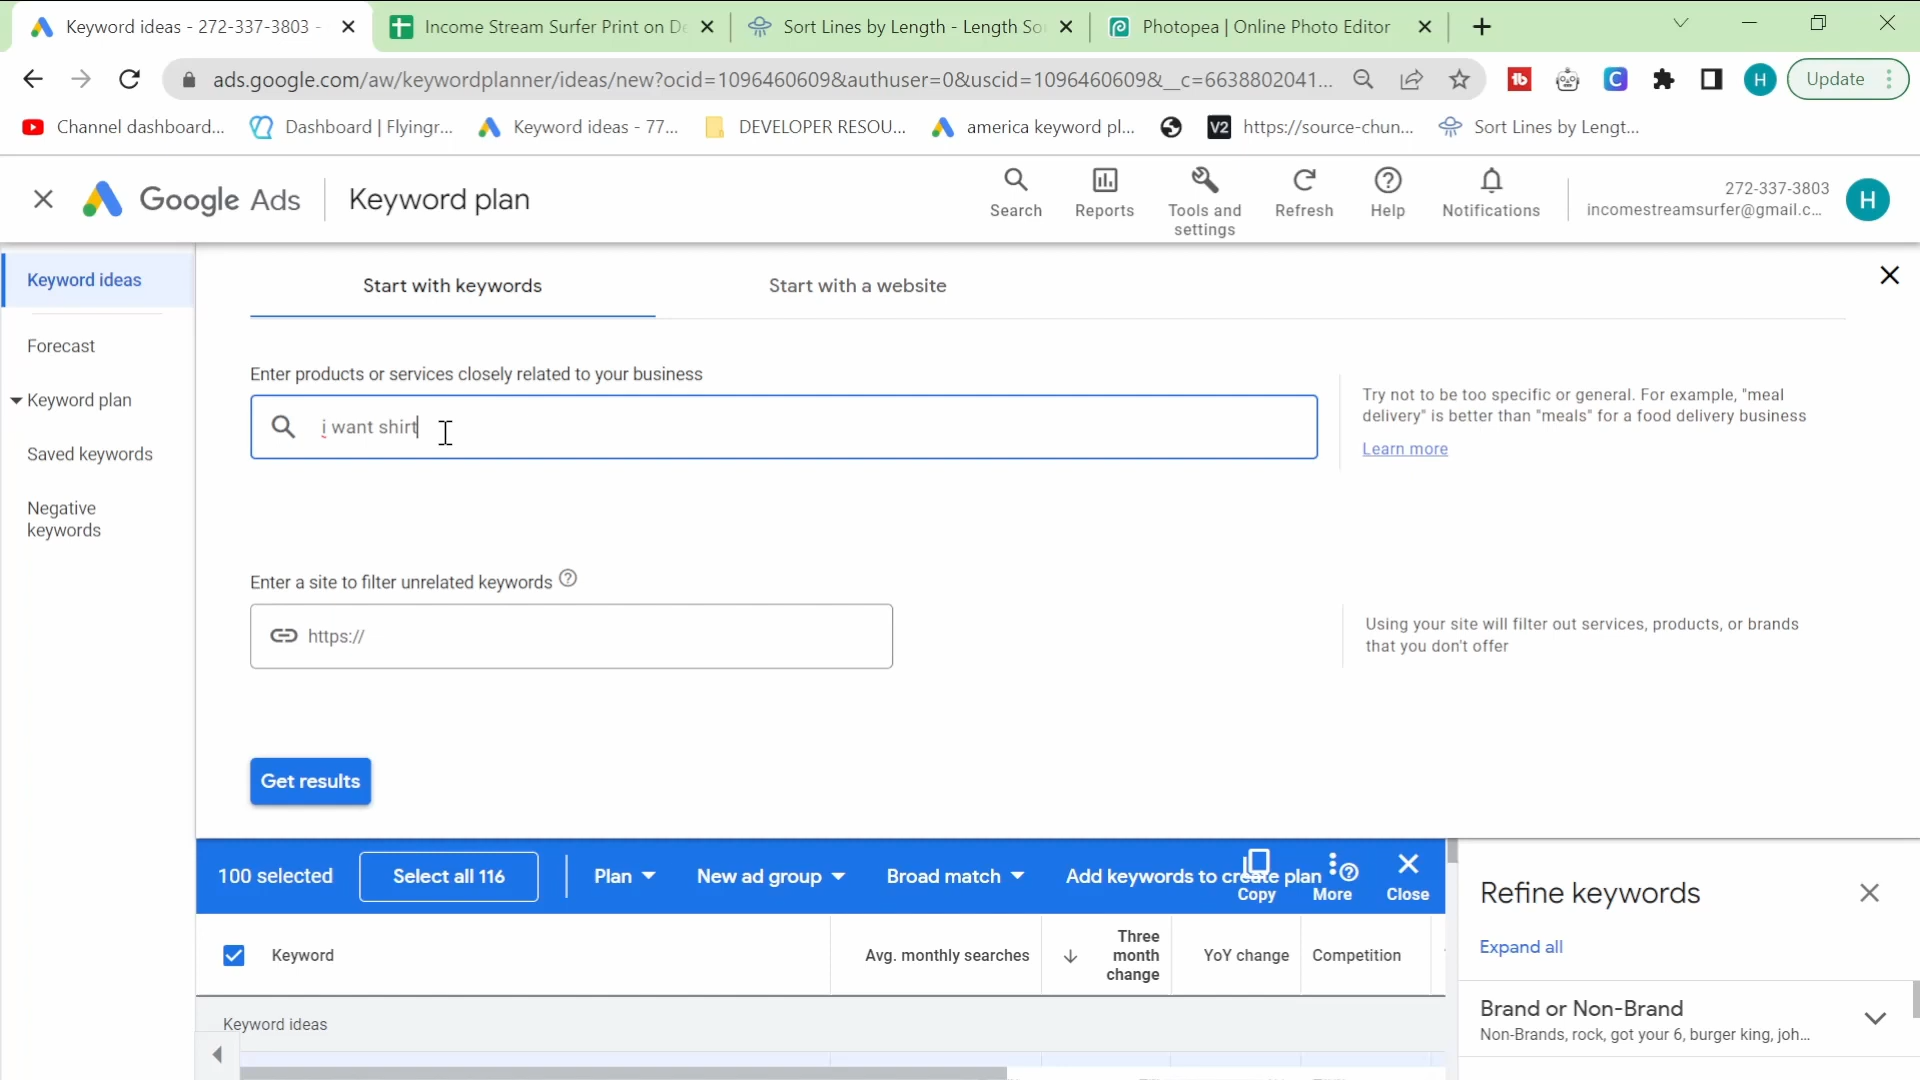 Keyword ideas - 272-337-3803 -
Income Stream Surfer Print on De
Sort Lines by Length - Length So
Photopea | Online Photo Editor
ads.google.com/aw/keywordplanner/ideas/new?ocid=1096460609&authuser=0&uscid=1096460609&__c=6638802041...
Update
Channel dashboard...
Dashboard | Flyingr...
Keyword ideas - 77...
DEVELOPER RESOU...
america keyword pl...
https://source-chun...
Sort Lines by Lengt...
Google Ads
Keyword plan
Search
Reports
Tools and
settings
Refresh
Help
Notifications
272-337-3803
incomestreamsurfer@gmail.c...
H
Keyword ideas
Forecast
Keyword plan
Saved keywords
Negative
keywords
Start with keywords
Start with a website
Enter products or services closely related to your business
i want shirt
Try not to be too specific or general. For example, "meal
delivery" is better than "meals" for a food delivery business
Learn more
Enter a site to filter unrelated keywords
https://
Using your site will filter out services, products, or brands
that you don't offer
Get results
100 selected
Select all 116
Plan
New ad group
Broad match
Add keywords to create plan
Copy
More
Close
Keyword
Avg. monthly searches
Three
month
change
YoY change
Competition
Keyword ideas
Refine keywords
Expand all
Brand or Non-Brand
Non-Brands, rock, got your 6, burger king, joh...